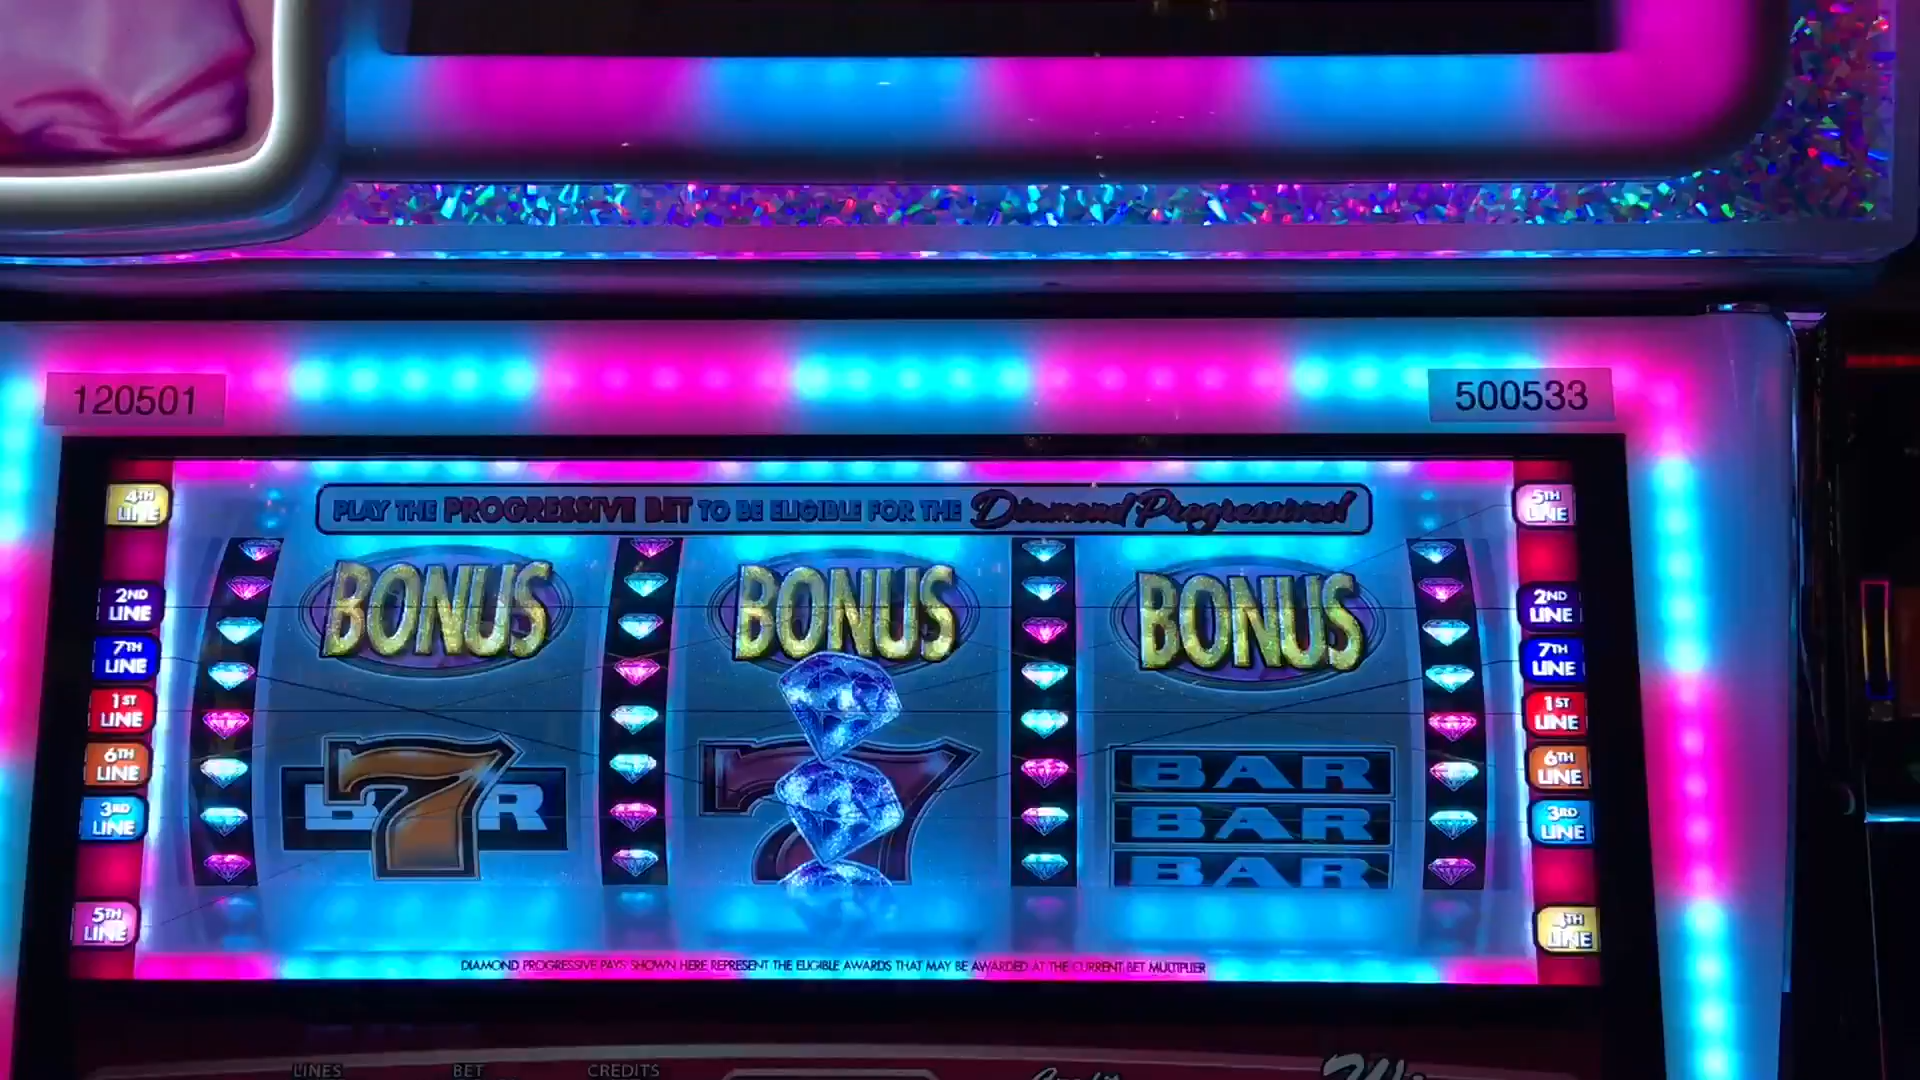 120501
500533
PLAY THE PROGRESSIVE BET TO BE ELIGIBLE FOR THE Diamond Progressives!
4TH LINE
5TH LINE
BONUS
BONUS
BONUS
2ND LINE
2ND LINE
7TH LINE
7TH LINE
1ST LINE
1ST LINE
6TH LINE
6TH LINE
3RD LINE
3RD LINE
7
7
BAR
BAR
BAR
5TH LINE
4TH LINE
DIAMOND PROGRESSIVE PAYS SHOWN HERE REPRESENT THE ELIGIBLE AWARDS THAT MAY BE AWARDED AT THE CURRENT BET MULTIPLIER
LINES
BET
CREDITS